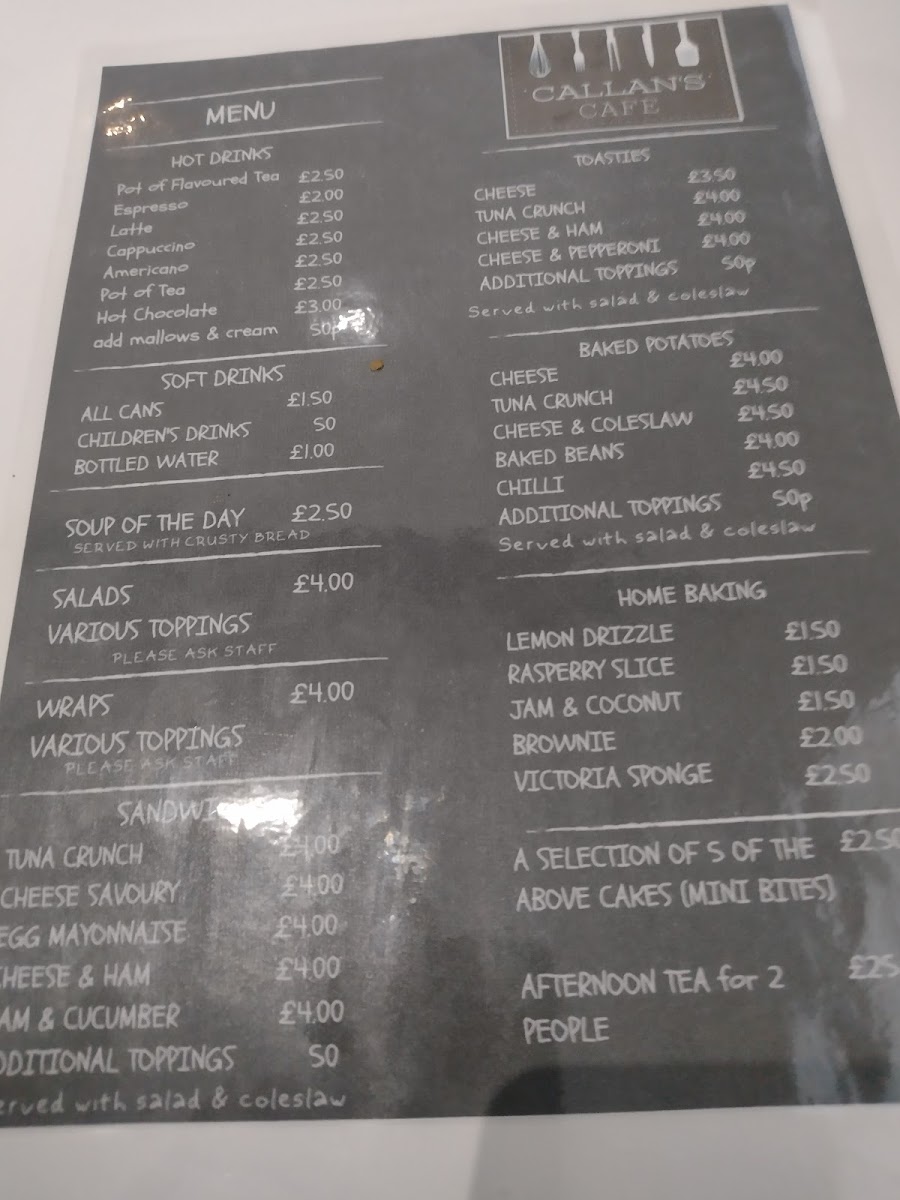 MENU
HOT DRINKS
Pot of Flavoured Tea £2.50
Espresso £2.00
Latte £2.50
Cappuccino £2.50
Americano £2.50
Pot of Tea £2.50
Hot Chocolate £3.00
add mallows & cream 50p
SOFT DRINKS
ALL CANS £1.50
CHILDREN'S DRINKS 50
BOTTLED WATER £1.00
SOUP OF THE DAY £2.50
SERVED WITH CRUSTY BREAD
SALADS £4.00
VARIOUS TOPPINGS
PLEASE ASK STAFF
WRAPS £4.00
VARIOUS TOPPINGS
PLEASE ASK STAFF
TUNA CRUNCH £4.00
CHEESE SAVOURY £4.00
EGG MAYONNAISE £4.00
CHEESE & HAM £4.00
AM & CUCUMBER £4.00
DDITIONAL TOPPINGS 50
erved with salad & coleslaw
CALLAN'S
CAFE
TOASTIES
CHEESE £3.50
TUNA CRUNCH £4.00
CHEESE & HAM £4.00
CHEESE & PEPPERONI £4.00
ADDITIONAL TOPPINGS 50p
Served with salad & coleslaw
BAKED POTATOES
CHEESE £4.00
TUNA CRUNCH £4.50
CHEESE & COLESLAW £4.50
BAKED BEANS £4.00
CHILLI £4.50
ADDITIONAL TOPPINGS 50p
Served with salad & coleslaw
HOME BAKING
LEMON DRIZZLE £1.50
RASPERRY SLICE £1.50
JAM & COCONUT £1.50
BROWNIE £2.00
VICTORIA SPONGE £2.50
A SELECTION OF 5 OF THE £2.50
ABOVE CAKES (MINI BITES)
AFTERNOON TEA for 2
PEOPLE